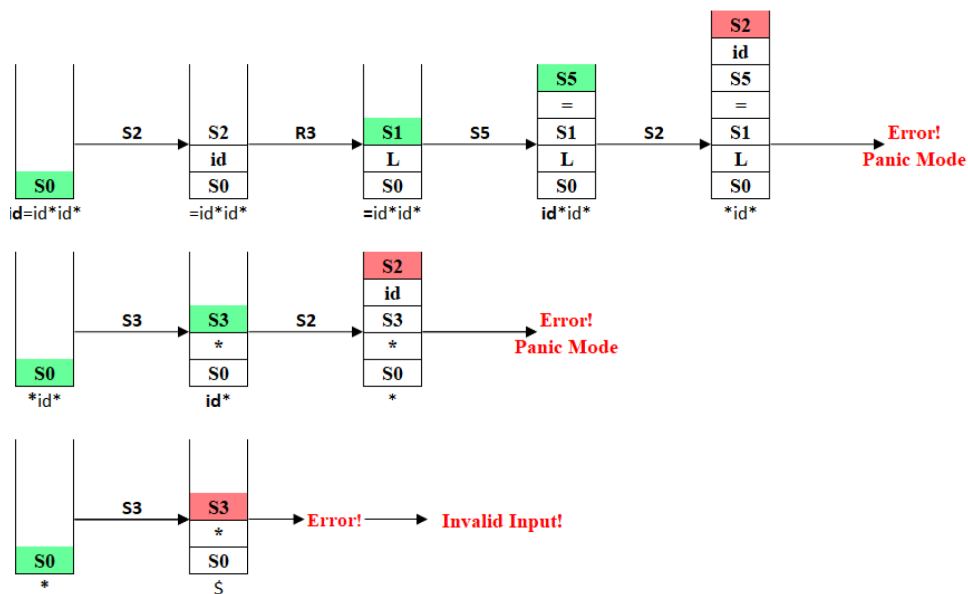 S2
id
S5 S5
= =
S2 R3 S1 S5 S1 S2 S1 Error!
S2 id L L L Panic Mode
S0 S0 S0 S0 S0
id=id*id* =id*id* =id*id* id*id* *id*
S2
id
S3 S3 S2 S3 Error!
* * Panic Mode
S0 S0 S0
*id* id* *
S3 S3 Error! Invalid Input!
*
S0 S0
* $